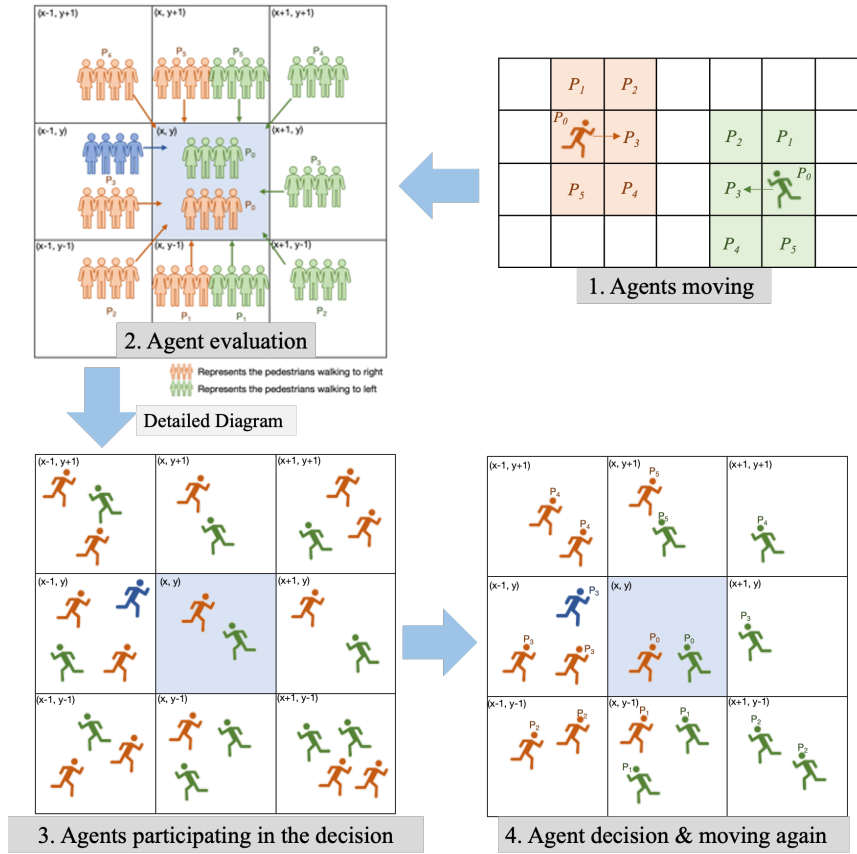 (x-1, y+1)
(x, y+1)
(x+1, y+1)
P4
P5
P5
P4
(x-1, y)
(x, y)
(x+1, y)
P0
P3
P3
P0
(x-1, y-1)
(x, y-1)
(x+1, y-1)
P2
P1
P1
P2
2. Agent evaluation
P1 P2
P0
P3
P2 P1
P5 P4
P3
P0
P4 P5
1. Agents moving
Represents the pedestrians walking to right
Represents the pedestrians walking to left
Detailed Diagram
(x-1, y+1)
(x, y+1)
(x+1, y+1)
(x-1, y)
(x, y)
(x+1, y)
(x-1, y-1)
(x, y-1)
(x+1, y-1)
3. Agents participating in the decision
(x-1, y+1)
(x, y+1)
(x+1, y+1)
P5
P4
P4
P5
P4
(x-1, y)
(x, y)
(x+1, y)
P3
P3
P3
P3
P0
P0
(x-1, y-1)
(x, y-1)
(x+1, y-1)
P2
P2
P1
P1
P1
P2
P2
4. Agent decision & moving again